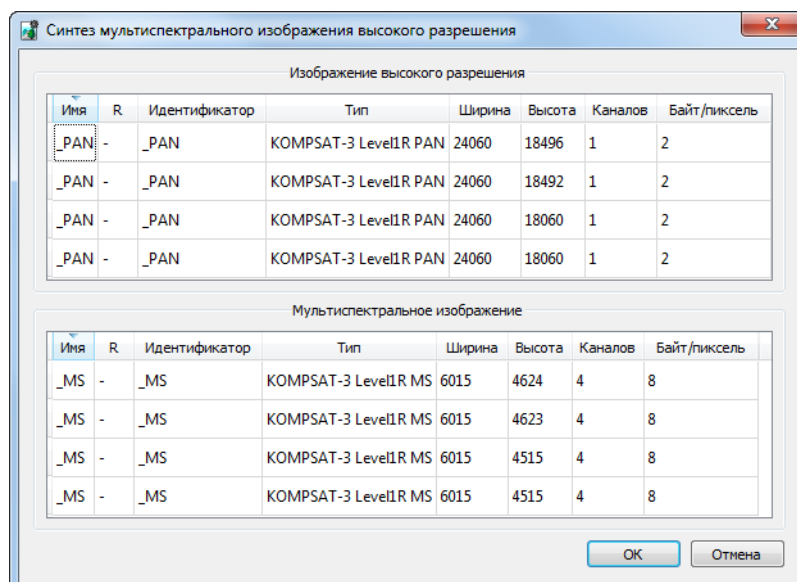 Синтез мультиспектрального изображения высокого разрешения
Изображение высокого разрешения
Имя R Идентификатор Тип Ширина Высота Каналов Байт/пиксель
_PAN - _PAN KOMPSAT-3 Level1R PAN 24060 18496 1 2
_PAN - _PAN KOMPSAT-3 Level1R PAN 24060 18492 1 2
_PAN - _PAN KOMPSAT-3 Level1R PAN 24060 18060 1 2
_PAN - _PAN KOMPSAT-3 Level1R PAN 24060 18060 1 2
Мультиспектральное изображение
Имя R Идентификатор Тип Ширина Высота Каналов Байт/пиксель
_MS - _MS KOMPSAT-3 Level1R MS 6015 4624 4 8
_MS - _MS KOMPSAT-3 Level1R MS 6015 4623 4 8
_MS - _MS KOMPSAT-3 Level1R MS 6015 4515 4 8
_MS - _MS KOMPSAT-3 Level1R MS 6015 4515 4 8
OK Отмена